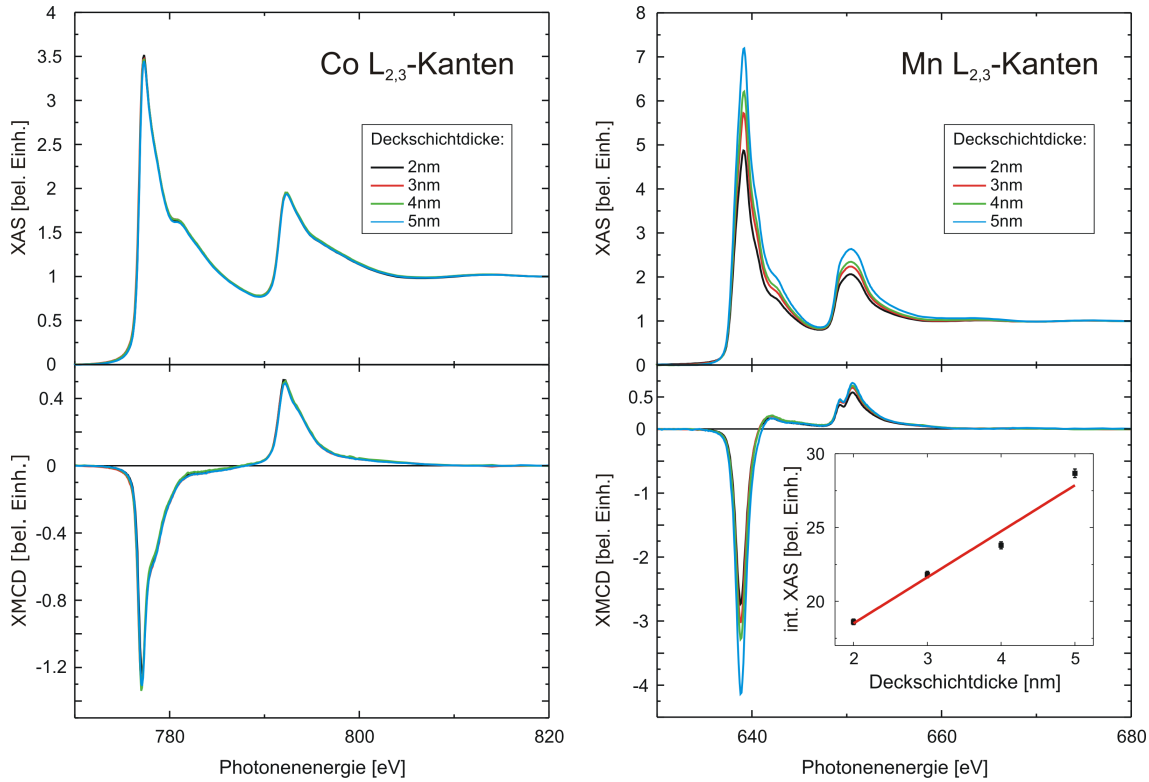 Co L2,3-Kanten
XAS [bel. Einh.]
4
3.5
3
2.5
2
1.5
1
0.5
0
Deckschichtdicke:
2nm
3nm
4nm
5nm
XMCD [bel. Einh.]
0.4
0
-0.4
-0.8
-1.2
780
800
820
Photonenenergie [eV]
Mn L2,3-Kanten
XAS [bel. Einh.]
8
7
6
5
4
3
2
1
0
Deckschichtdicke:
2nm
3nm
4nm
5nm
XMCD [bel. Einh.]
0.5
0
-1
-2
-3
-4
640
660
680
Photonenenergie [eV]
int. XAS [bel. Einh.]
30
25
20
2
3
4
5
Deckschichtdicke [nm]